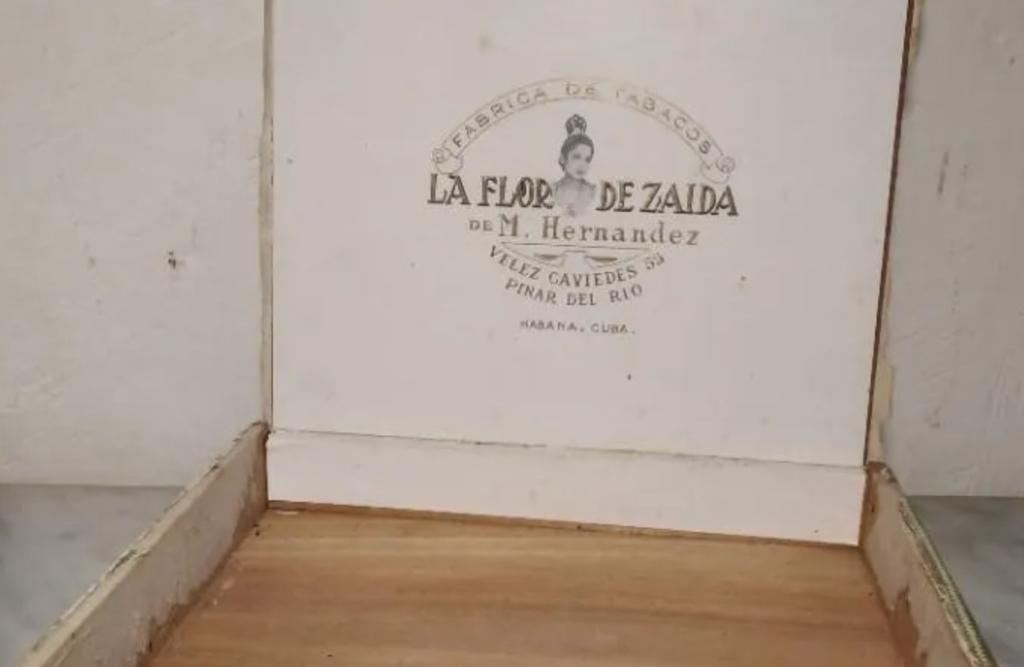 FABRICA DE TABACOS
LA FLOR DE ZAIDA
DE M. Hernandez
VELEZ CAVIEDES 55
PINAR DEL RIO
HABANA. CUBA.